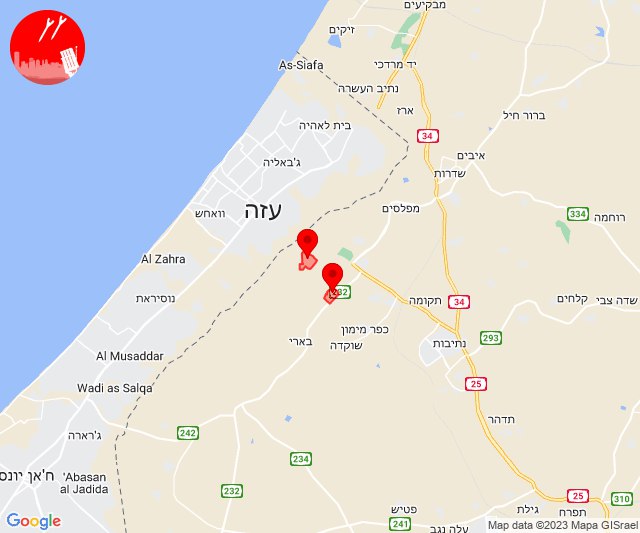 מבקיעים
זיקים
As-Siafa
יד מרדכי
נתיב העשרה
ארז
ברור חיל
בית לאהיה
34
ג'באליה
איבים
שדרות
עזה
וואחש
מפלסים
334
רוחמה
Al Zahra
נוסיראת
232
תקומה
34
קלחים
שדה צבי
Al Musaddar
בארי
כפר מימון
שוקדה
נתיבות
293
Wadi as Salqa
25
תדהר
ג'רארה
242
234
ח'אן יונס
'Abasan
al Jadida
232
פטיש
241
עלה נגב
גילת
25
תפרח
310
Google
Map data ©2023 Mapa GISrael